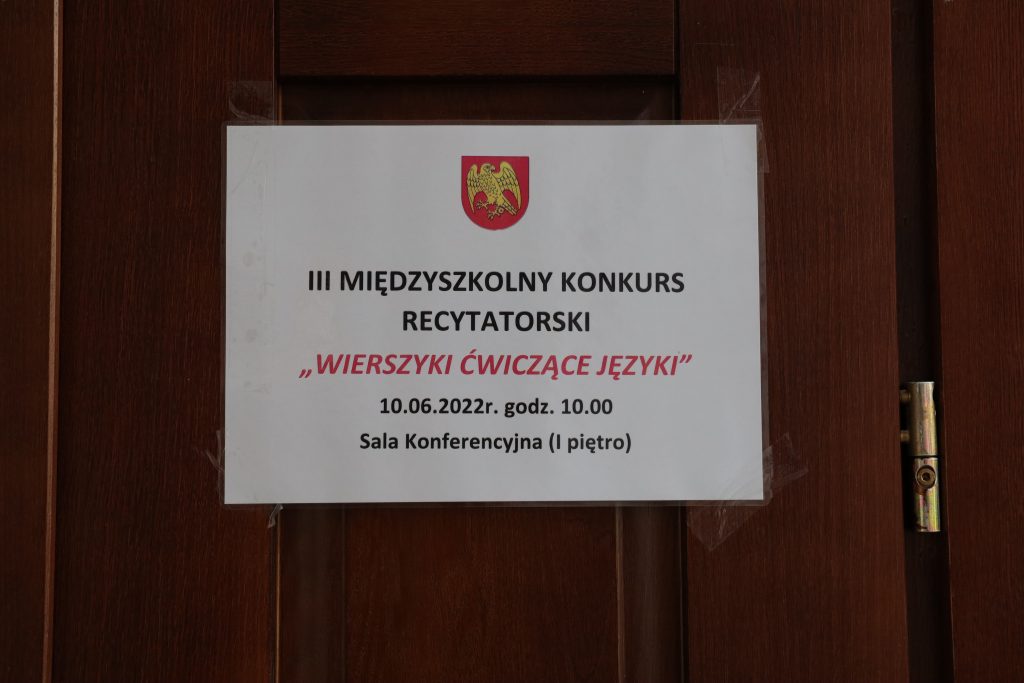 III MIĘDZYSZKOLNY KONKURS
RECYTATORSKI
„WIERSZYKI ĆWICZĄCE JĘZYKI”
10.06.2022r. godz. 10.00
Sala Konferencyjna (I piętro)